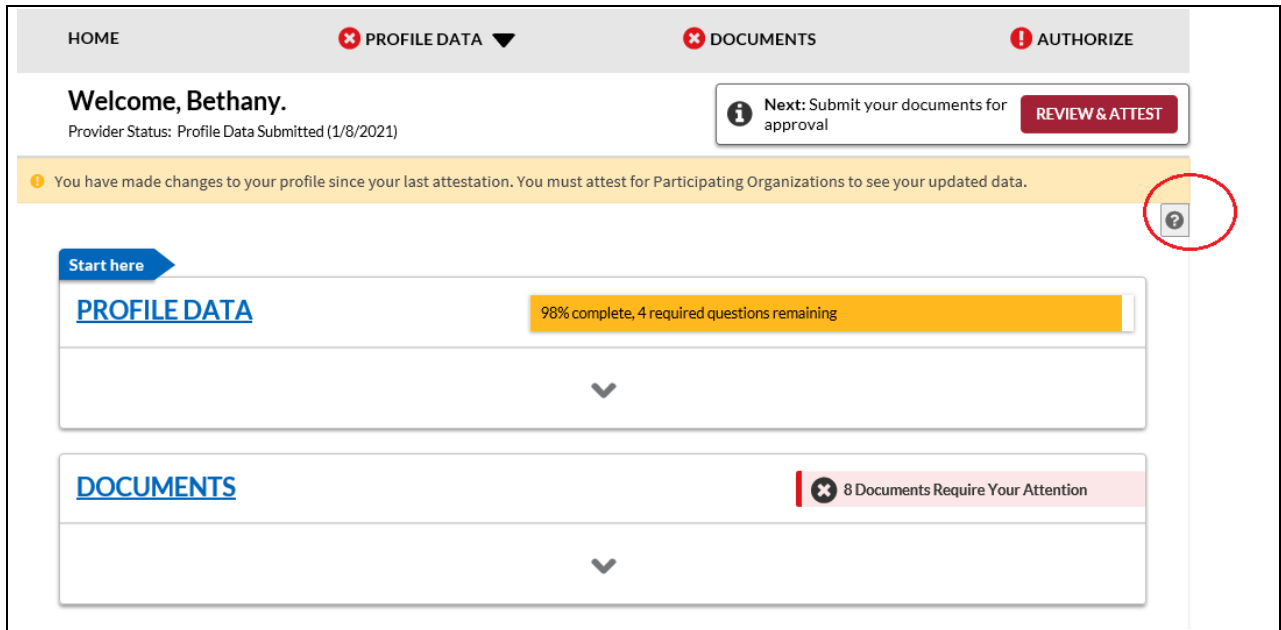 HOME
PROFILE DATA
DOCUMENTS
AUTHORIZE
Welcome, Bethany.
Provider Status: Profile Data Submitted (1/8/2021)
Next: Submit your documents for
approval
REVIEW & ATTEST
You have made changes to your profile since your last attestation. You must attest for Participating Organizations to see your updated data.
Start here
PROFILE DATA
98% complete, 4 required questions remaining
DOCUMENTS
8 Documents Require Your Attention